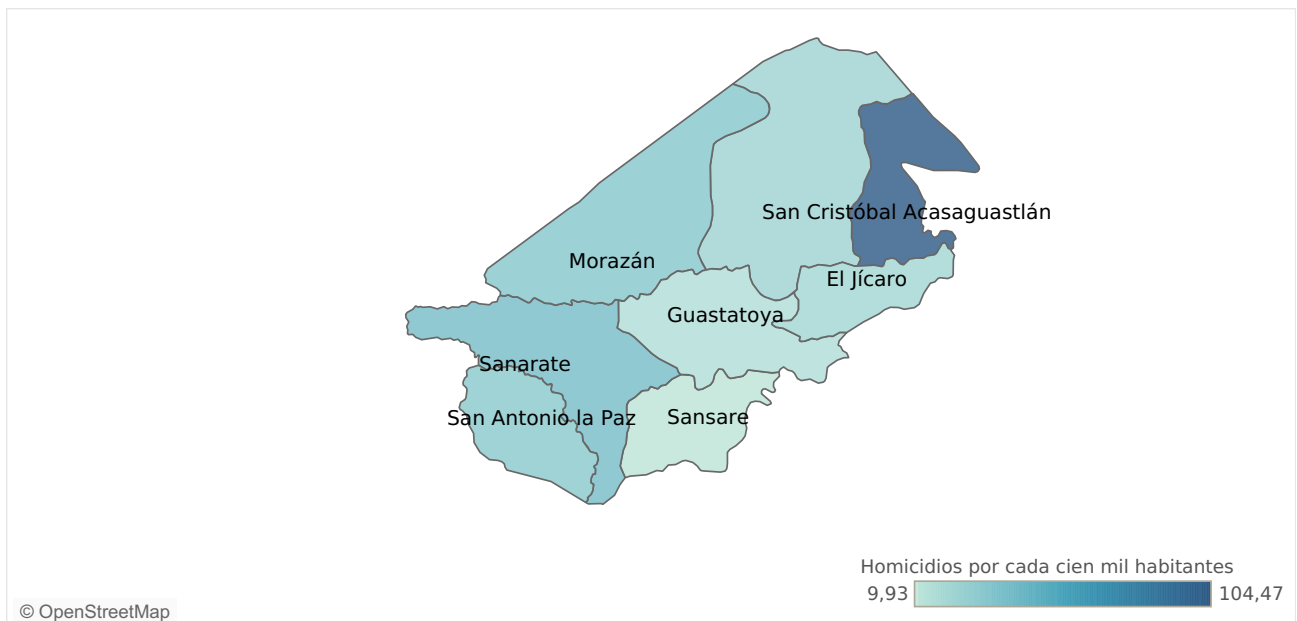 San Cristóbal Acasaguastlán
Morazán
El Jícaro
Guastatoya
Sanarate
San Antonio la Paz
Sansare
Homicidios por cada cien mil habitantes
9,93
104,47
© OpenStreetMap